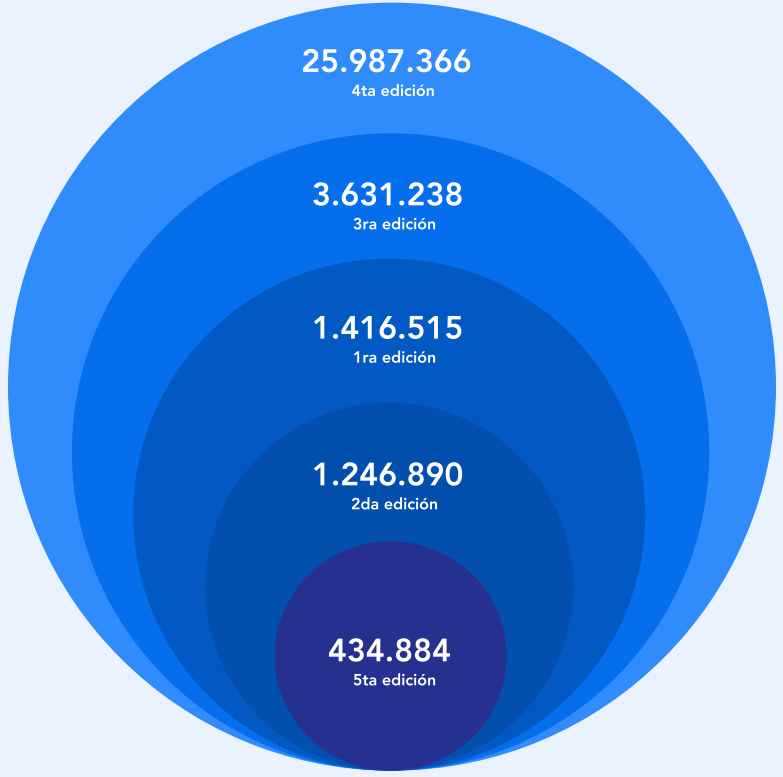 25.987.366
4ta edición
3.631.238
3ra edición
1.416.515
1ra edición
1.246.890
2da edición
434.884
5ta edición